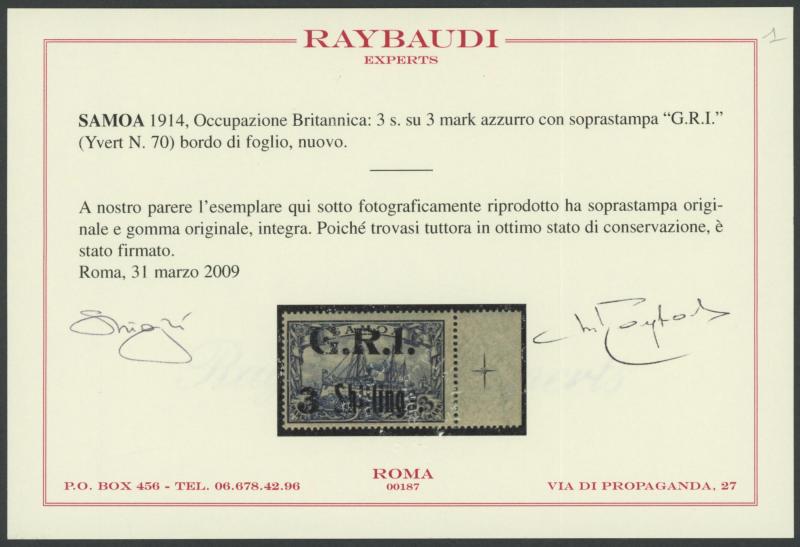 1
RAYBAUDI
EXPERTS
SAMOA 1914, Occupazione Britannica: 3 s. su 3 mark azzurro con soprastampa “G.R.I.”
(Yvert N. 70) bordo di foglio, nuovo.
A nostro parere l’esemplare qui sotto fotograficamente riprodotto ha soprastampa origi-
nale e gomma originale, integra. Poiché trovasi tuttora in ottimo stato di conservazione, è
stato firmato.
Roma, 31 marzo 2009
SAMOA
G.R.I.
3 Shillings.
ROMA
00187
P.O. BOX 456 - TEL. 06.678.42.96
VIA DI PROPAGANDA, 27